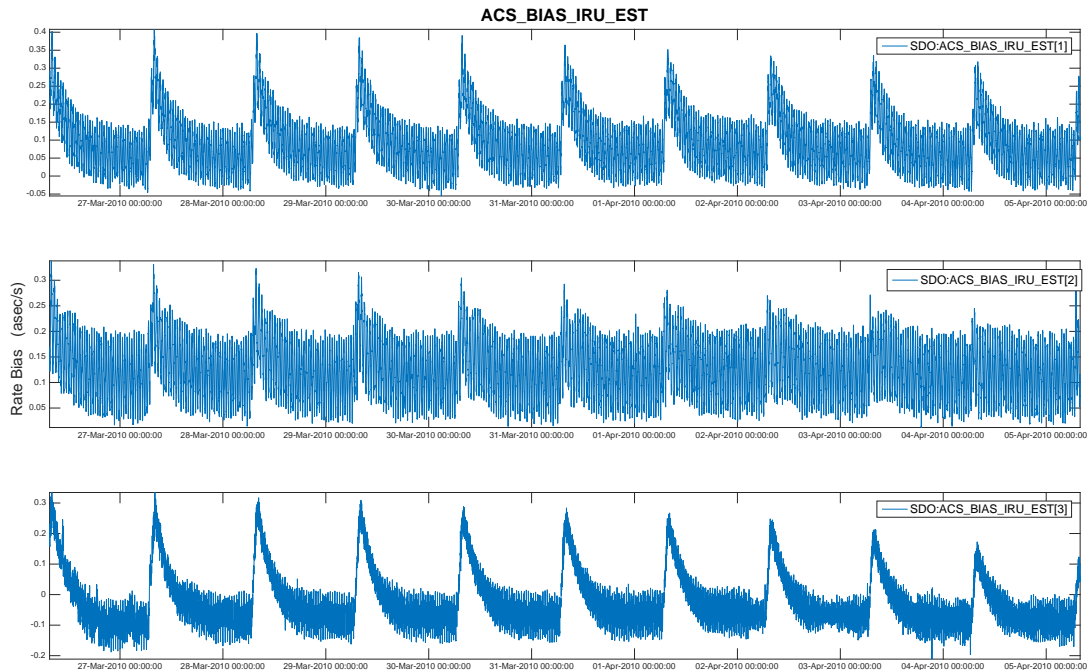 ACS_BIAS_IRU_EST
SDO:ACS_BIAS_IRU_EST[1]
0.4
0.35
0.3
0.25
0.2
0.15
0.1
0.05
0
-0.05
27-Mar-2010 00:00:00 28-Mar-2010 00:00:00 29-Mar-2010 00:00:00 30-Mar-2010 00:00:00 31-Mar-2010 00:00:00 01-Apr-2010 00:00:00 02-Apr-2010 00:00:00 03-Apr-2010 00:00:00 04-Apr-2010 00:00:00 05-Apr-2010 00:00:00
SDO:ACS_BIAS_IRU_EST[2]
Rate Bias (asec/s)
0.3
0.25
0.2
0.15
0.1
0.05
27-Mar-2010 00:00:00 28-Mar-2010 00:00:00 29-Mar-2010 00:00:00 30-Mar-2010 00:00:00 31-Mar-2010 00:00:00 01-Apr-2010 00:00:00 02-Apr-2010 00:00:00 03-Apr-2010 00:00:00 04-Apr-2010 00:00:00 05-Apr-2010 00:00:00
SDO:ACS_BIAS_IRU_EST[3]
0.3
0.2
0.1
0
-0.1
-0.2
27-Mar-2010 00:00:00 28-Mar-2010 00:00:00 29-Mar-2010 00:00:00 30-Mar-2010 00:00:00 31-Mar-2010 00:00:00 01-Apr-2010 00:00:00 02-Apr-2010 00:00:00 03-Apr-2010 00:00:00 04-Apr-2010 00:00:00 05-Apr-2010 00:00:00